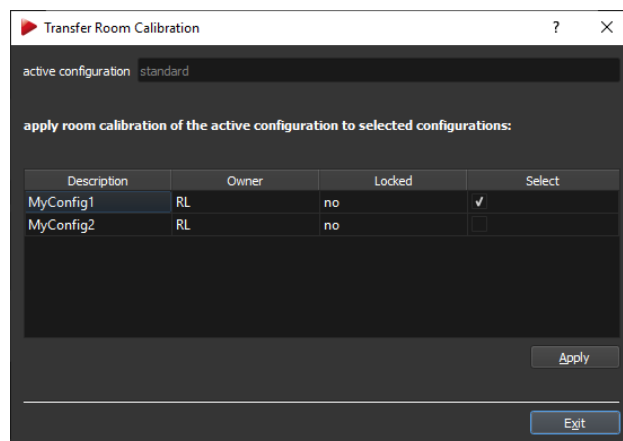 Transfer Room Calibration ? X
active configuration standard
apply room calibration of the active configuration to selected configurations:
Description Owner Locked Select
MyConfig1 RL no ✓
MyConfig2 RL no
Apply
Exit